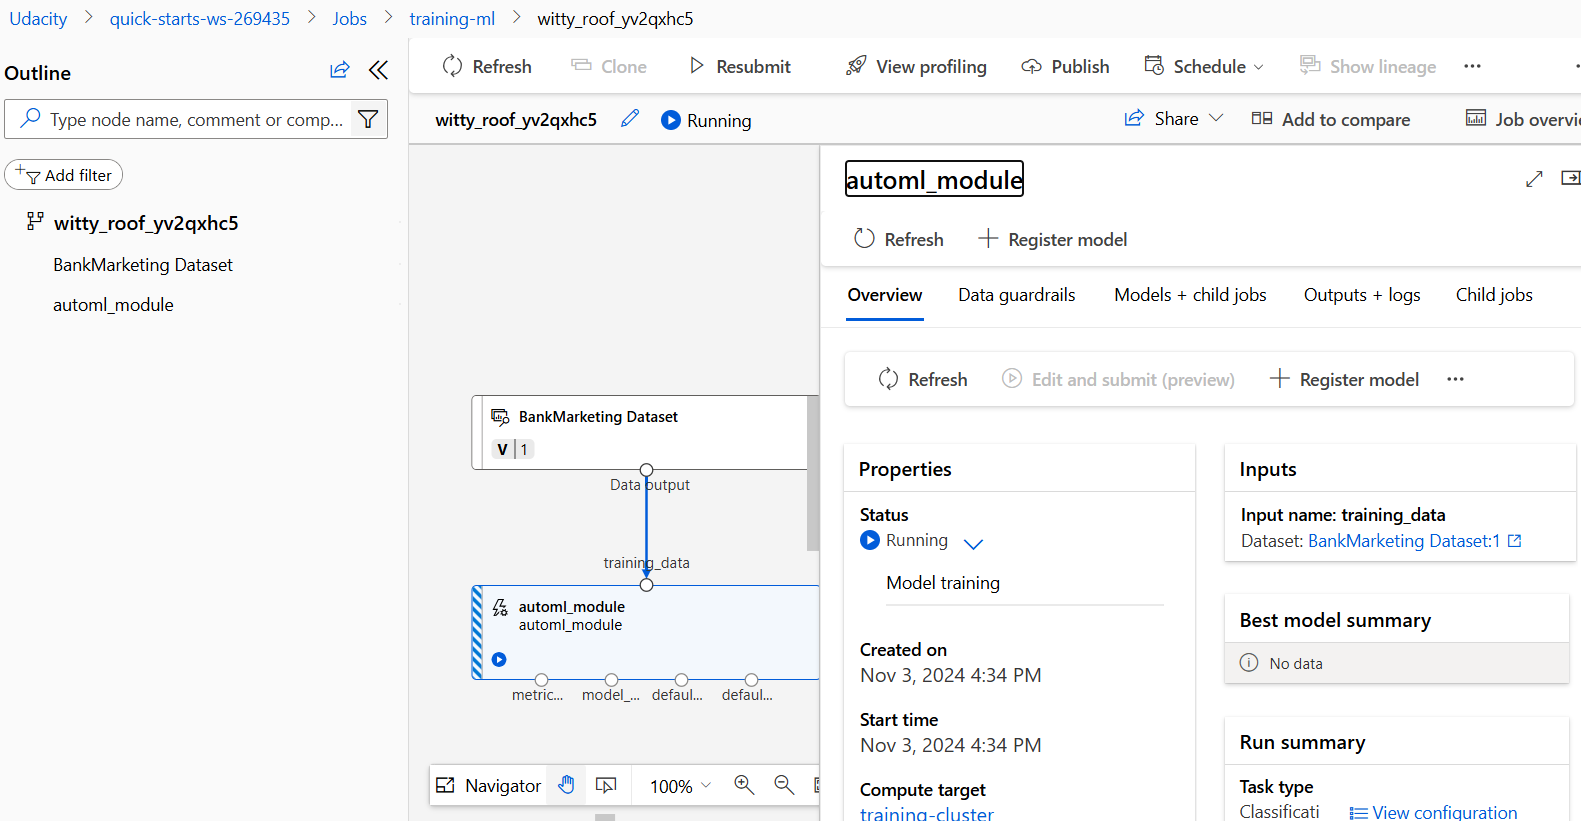 Udacity > quick-starts-ws-269435 > Jobs > training-ml > witty_roof_yv2qxhc5
Outline
Type node name, comment or comp...
Add filter
witty_roof_yv2qxhc5
BankMarketing Dataset
automl_module
Refresh Clone Resubmit View profiling Publish Schedule Show lineage ...
witty_roof_yv2qxhc5 Running Share Add to compare Job overvi
BankMarketing Dataset
V 1
Data output
training_data
automl_module
automl_module
metric... model_... defaul... defaul...
Navigator 100%
automl_module
Refresh Register model
Overview Data guardrails Models + child jobs Outputs + logs Child jobs
Refresh Edit and submit (preview) Register model ...
Properties
Status
Running
Model training
Created on
Nov 3, 2024 4:34 PM
Start time
Nov 3, 2024 4:34 PM
Compute target
training-cluster
Inputs
Input name: training_data
Dataset: BankMarketing Dataset:1
Best model summary
No data
Run summary
Task type
Classificati View configuration